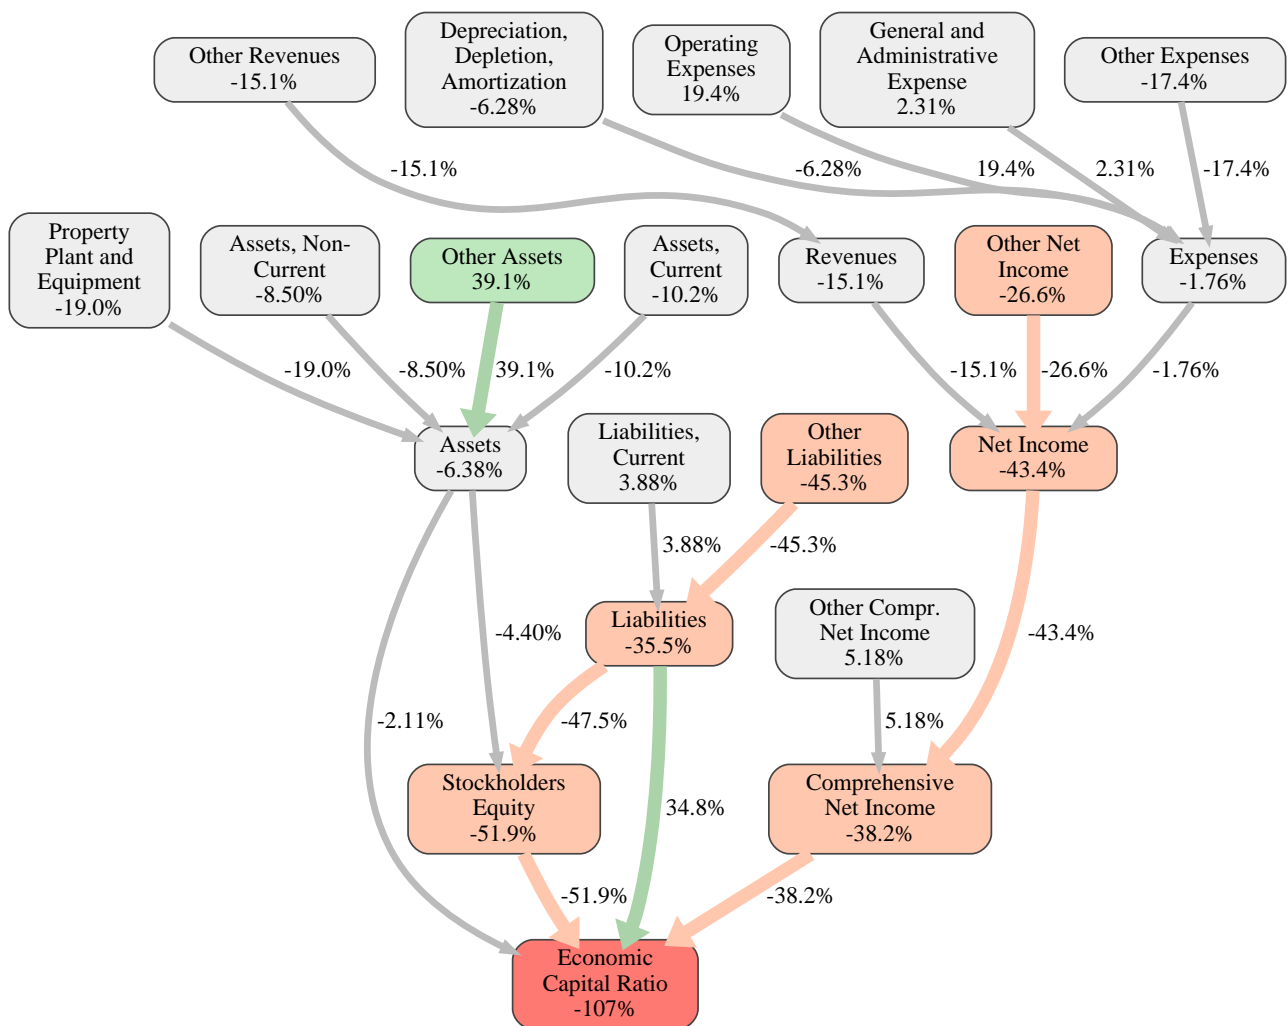 Other Revenues
-15.1%
Depreciation,
Depletion,
Amortization
-6.28%
Operating
Expenses
19.4%
General and
Administrative
Expense
2.31%
Other Expenses
-17.4%
-15.1%
-6.28%
19.4%
2.31%
-17.4%
Property
Plant and
Equipment
-19.0%
Assets, Non-
Current
-8.50%
Other Assets
39.1%
Assets,
Current
-10.2%
Revenues
-15.1%
Other Net
Income
-26.6%
Expenses
-1.76%
-19.0%
-8.50%
39.1%
-10.2%
-15.1%
-26.6%
-1.76%
Assets
-6.38%
Liabilities,
Current
3.88%
Other
Liabilities
-45.3%
Net Income
-43.4%
3.88%
-45.3%
Liabilities
-35.5%
Other Compr.
Net Income
5.18%
-4.40%
-43.4%
-2.11%
-47.5%
5.18%
Stockholders
Equity
-51.9%
34.8%
Comprehensive
Net Income
-38.2%
-51.9%
-38.2%
Economic
Capital Ratio
-107%